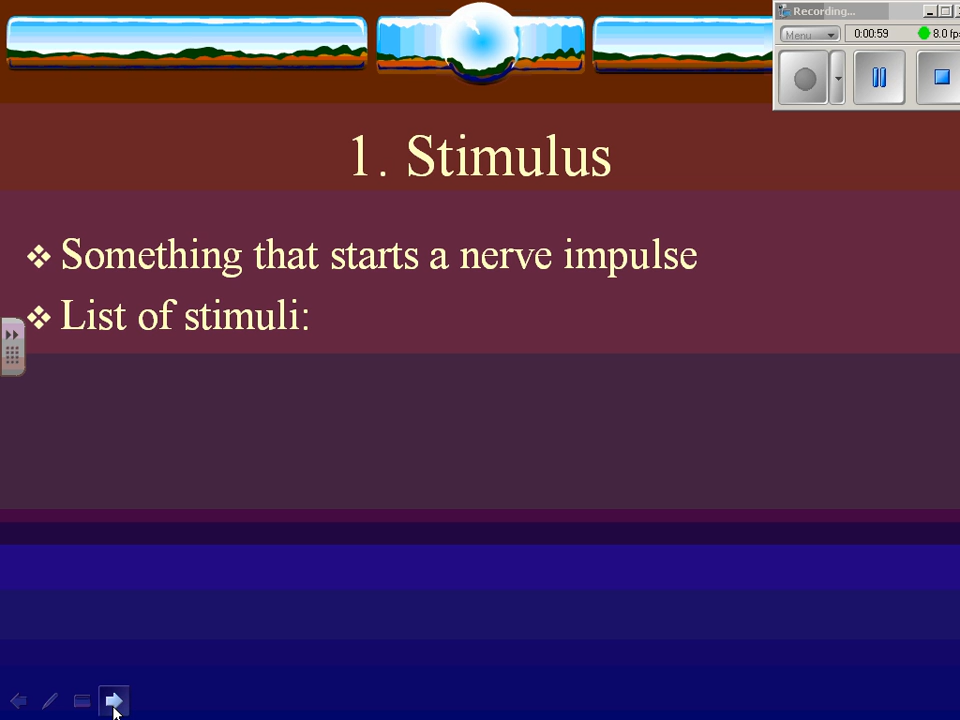 Recording...
Menu
0:00:59
8.0 fps
1. Stimulus
Something that starts a nerve impulse
List of stimuli: